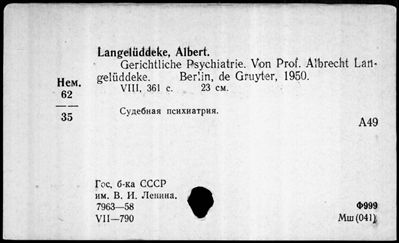 Langelüddeke, Albert.
Gerichtliche Psychiatrie. Von Prof. Albrecht Lan-
gelüddeke. Berlin, de Gruyter, 1950.
VIII, 361 с. 23 см.
Нем.
62
35
Судебная психиатрия.
А49
Гос. б-ка СССР
им. В. И. Ленина.
7963—58
VII—790
Ф999
Мш (041)